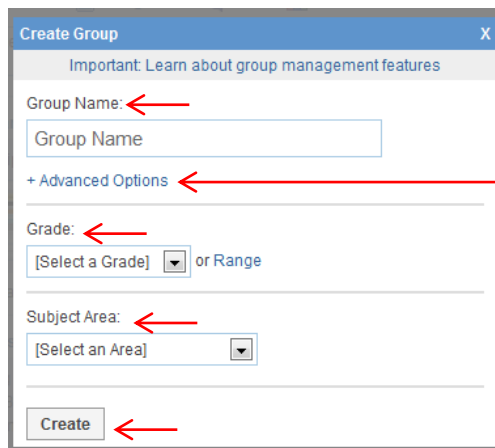 Create Group X
Important: Learn about group management features
Group Name:
Group Name
+ Advanced Options
Grade:
[Select a Grade] or Range
Subject Area:
[Select an Area]
Create